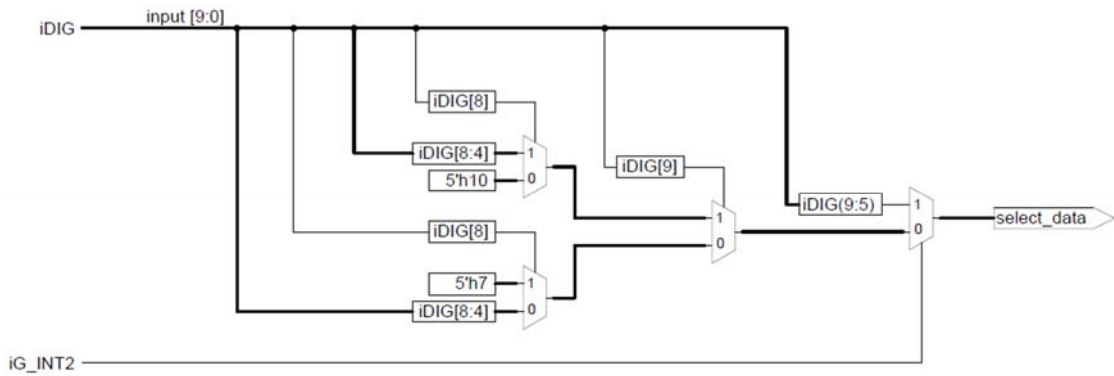 input [9:0]
iDIG
iDIG[8]
iDIG[8:4]
1
5'h10
0
iDIG[9]
iDIG[8]
5'h7
1
iDIG[8:4]
0
1
0
iDIG(9:5)
1
0
select_data
iG_INT2